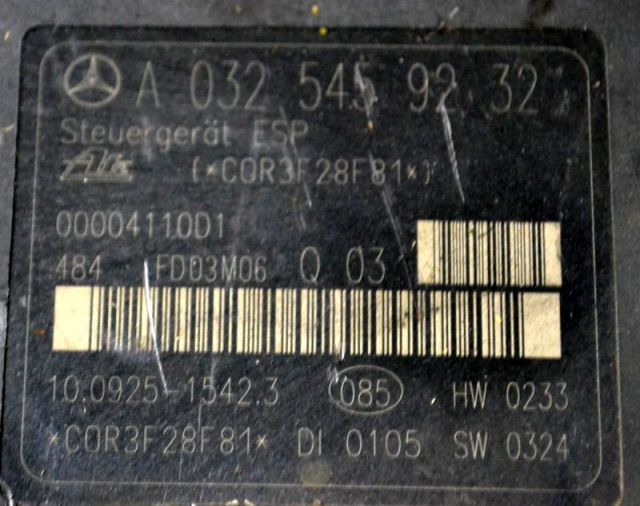 A 032 545 92 32
Steuergerät ESP
Ate (*COR3F28F81*)
00004110D1
484 FD03M06 Q 03
10.0925-1542.3 085 HW 0233
*COR3F28F81* DI 0105 SW 0324